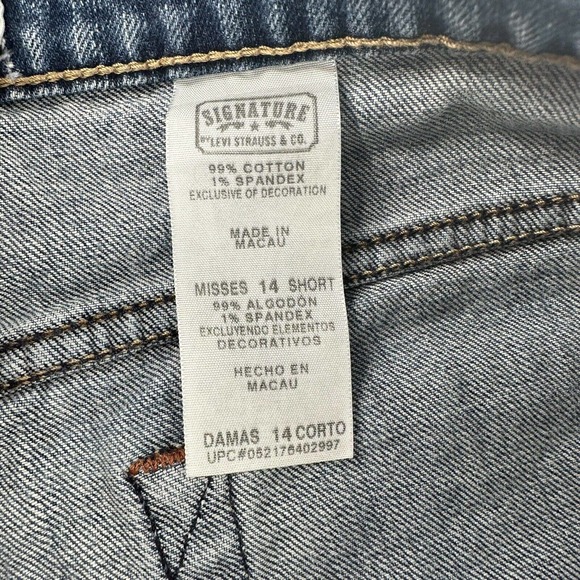 SIGNATURE
BY LEVI STRAUSS & CO.
99% COTTON
1% SPANDEX
EXCLUSIVE OF DECORATION
MADE IN
MACAU
MISSES 14 SHORT
99% ALGODÓN
1% SPANDEX
EXCLUYENDO ELEMENTOS
DECORATIVOS
HECHO EN
MACAU
DAMAS 14 CORTO
UPC#052176402997